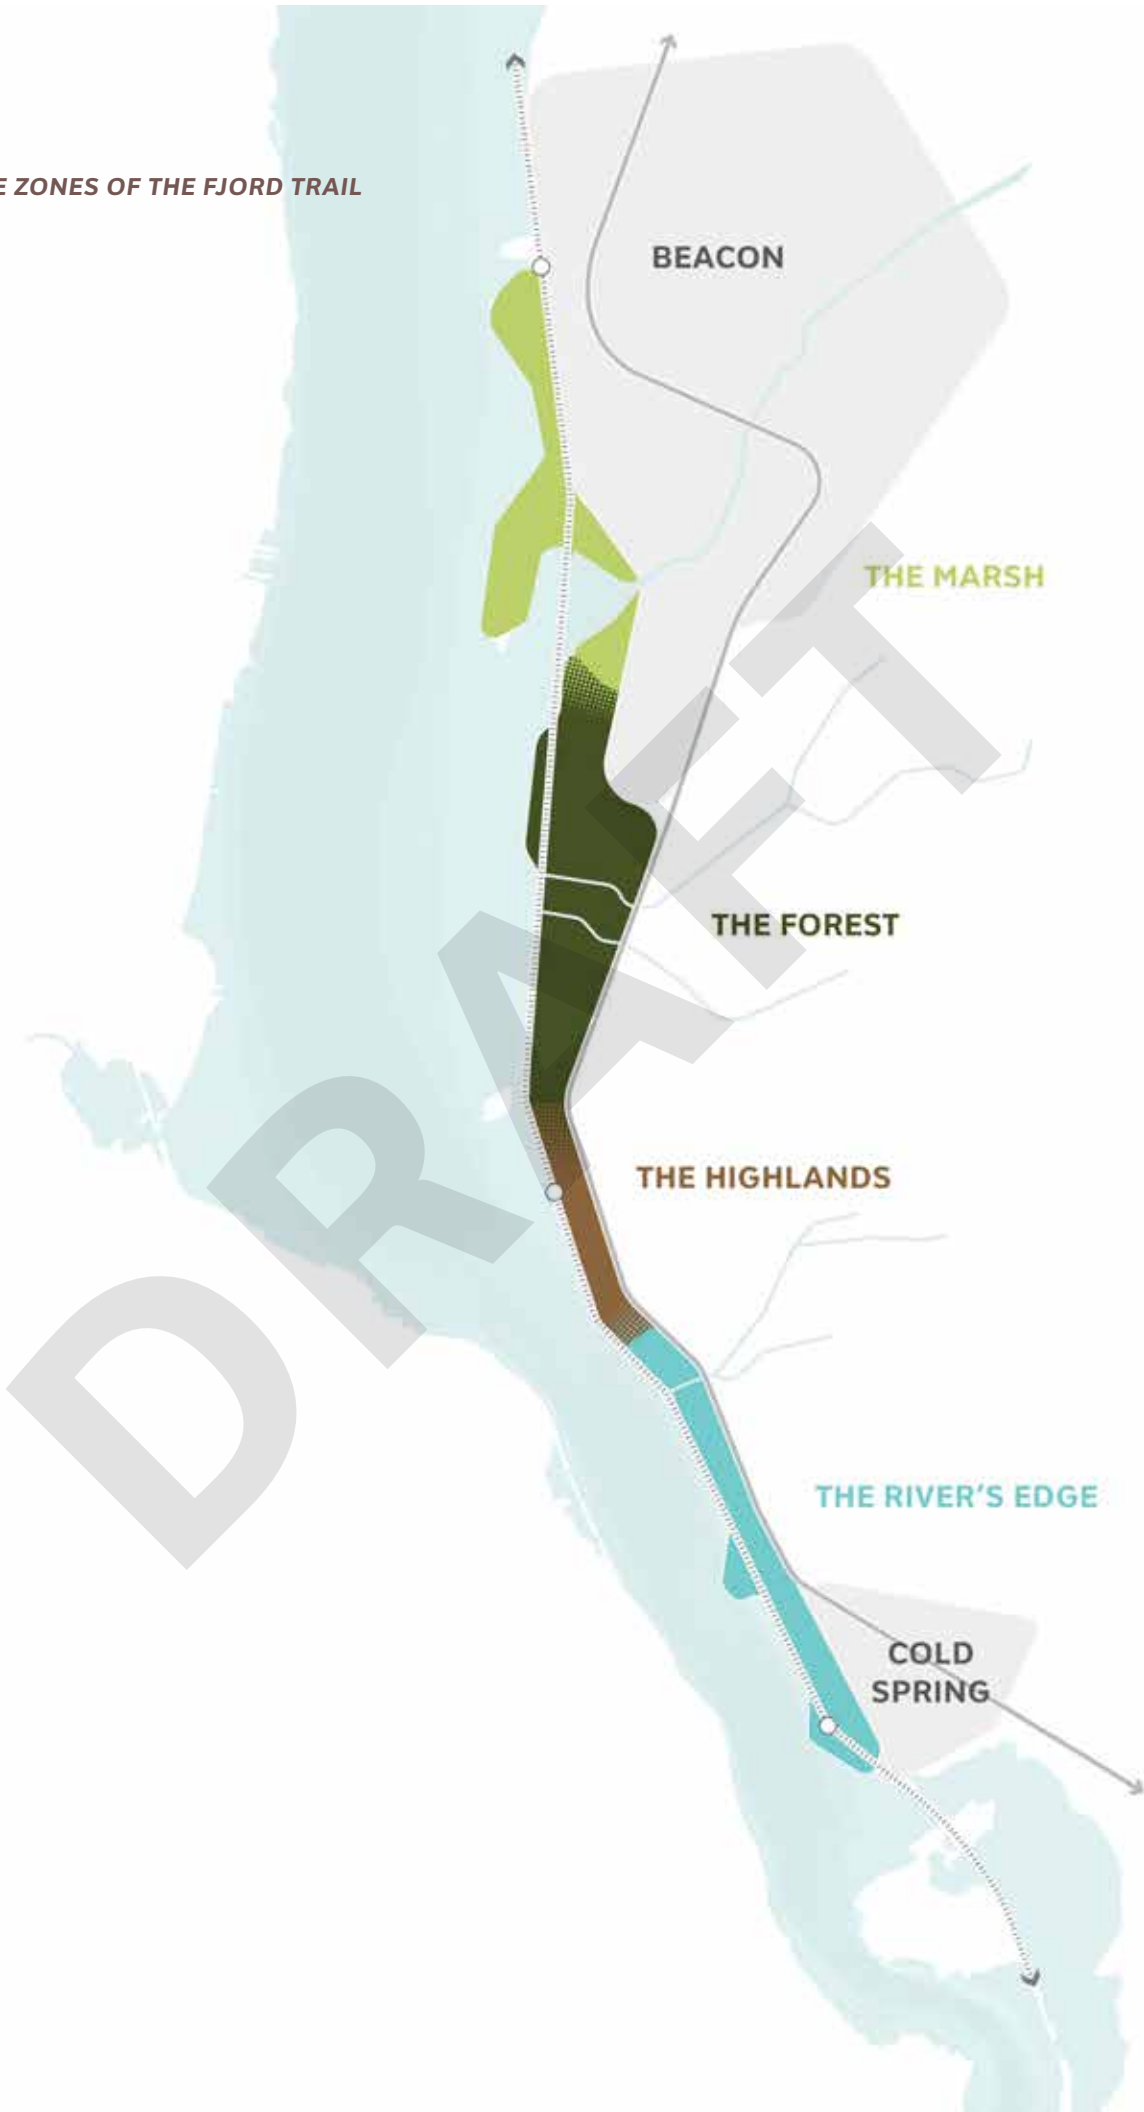 E ZONES OF THE FJORD TRAIL
BEACON
THE MARSH
THE FOREST
THE HIGHLANDS
THE RIVER'S EDGE
COLD
SPRING
DRAFT